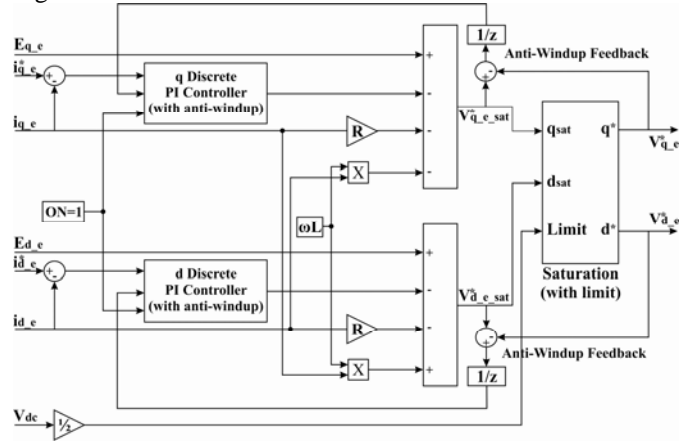 1/z
Anti-Windup Feedback
Eq_e
i*q_e
+
-
q Discrete
PI Controller
(with anti-windup)
iq_e
R
X
+
-
-
-
+
-
V*q_e_sat
qsat
q*
V*q_e
dsat
Limit
d*
V*d_e
Saturation
(with limit)
ON=1
ωL
Ed_e
i*d_e
+
-
d Discrete
PI Controller
(with anti-windup)
id_e
R
X
+
-
-
+
V*d_e_sat
+
-
Anti-Windup Feedback
1/z
Vdc
½